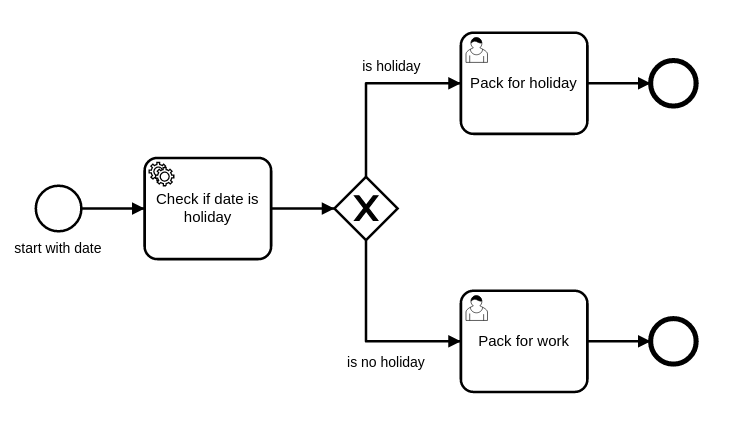 is holiday
Pack for holiday
Check if date is
holiday
X
start with date
Pack for work
is no holiday